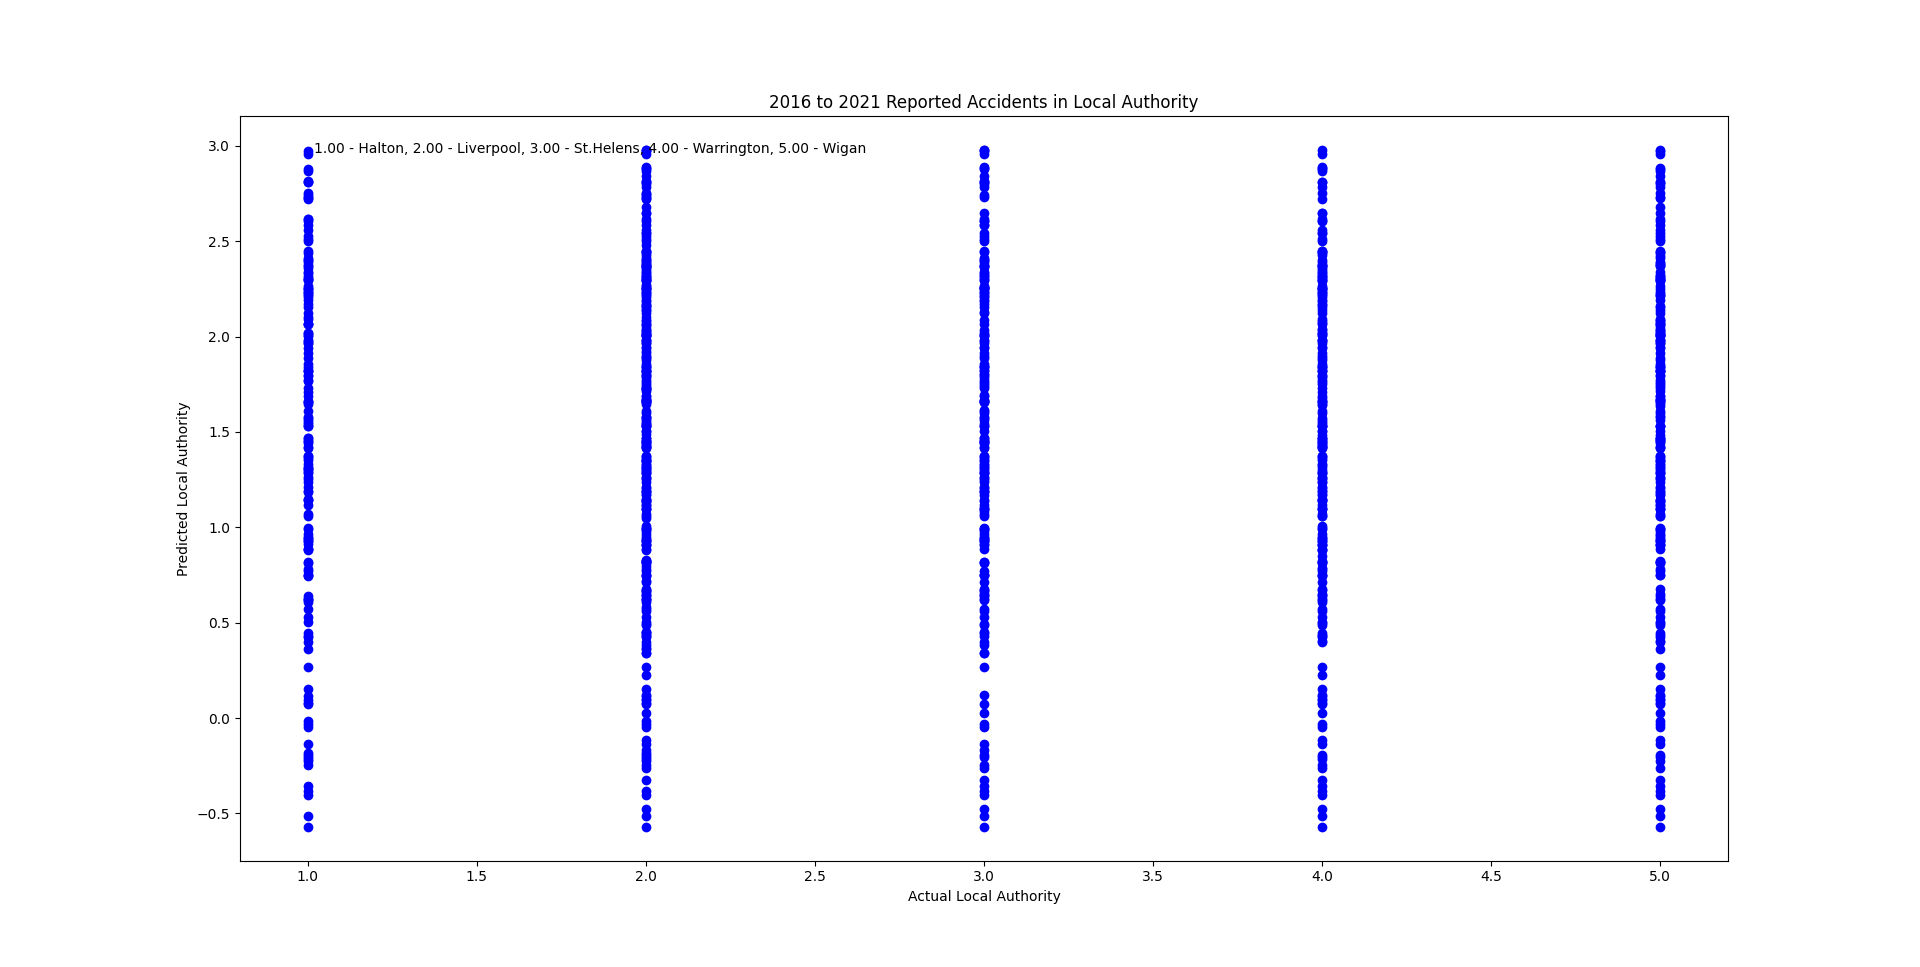 2016 to 2021 Reported Accidents in Local Authority
1.00 - Halton, 2.00 - Liverpool, 3.00 - St.Helens, 4.00 - Warrington, 5.00 - Wigan
Predicted Local Authority
3.0
2.5
2.0
1.5
1.0
0.5
0.0
−0.5
1.0 1.5 2.0 2.5 3.0 3.5 4.0 4.5 5.0
Actual Local Authority